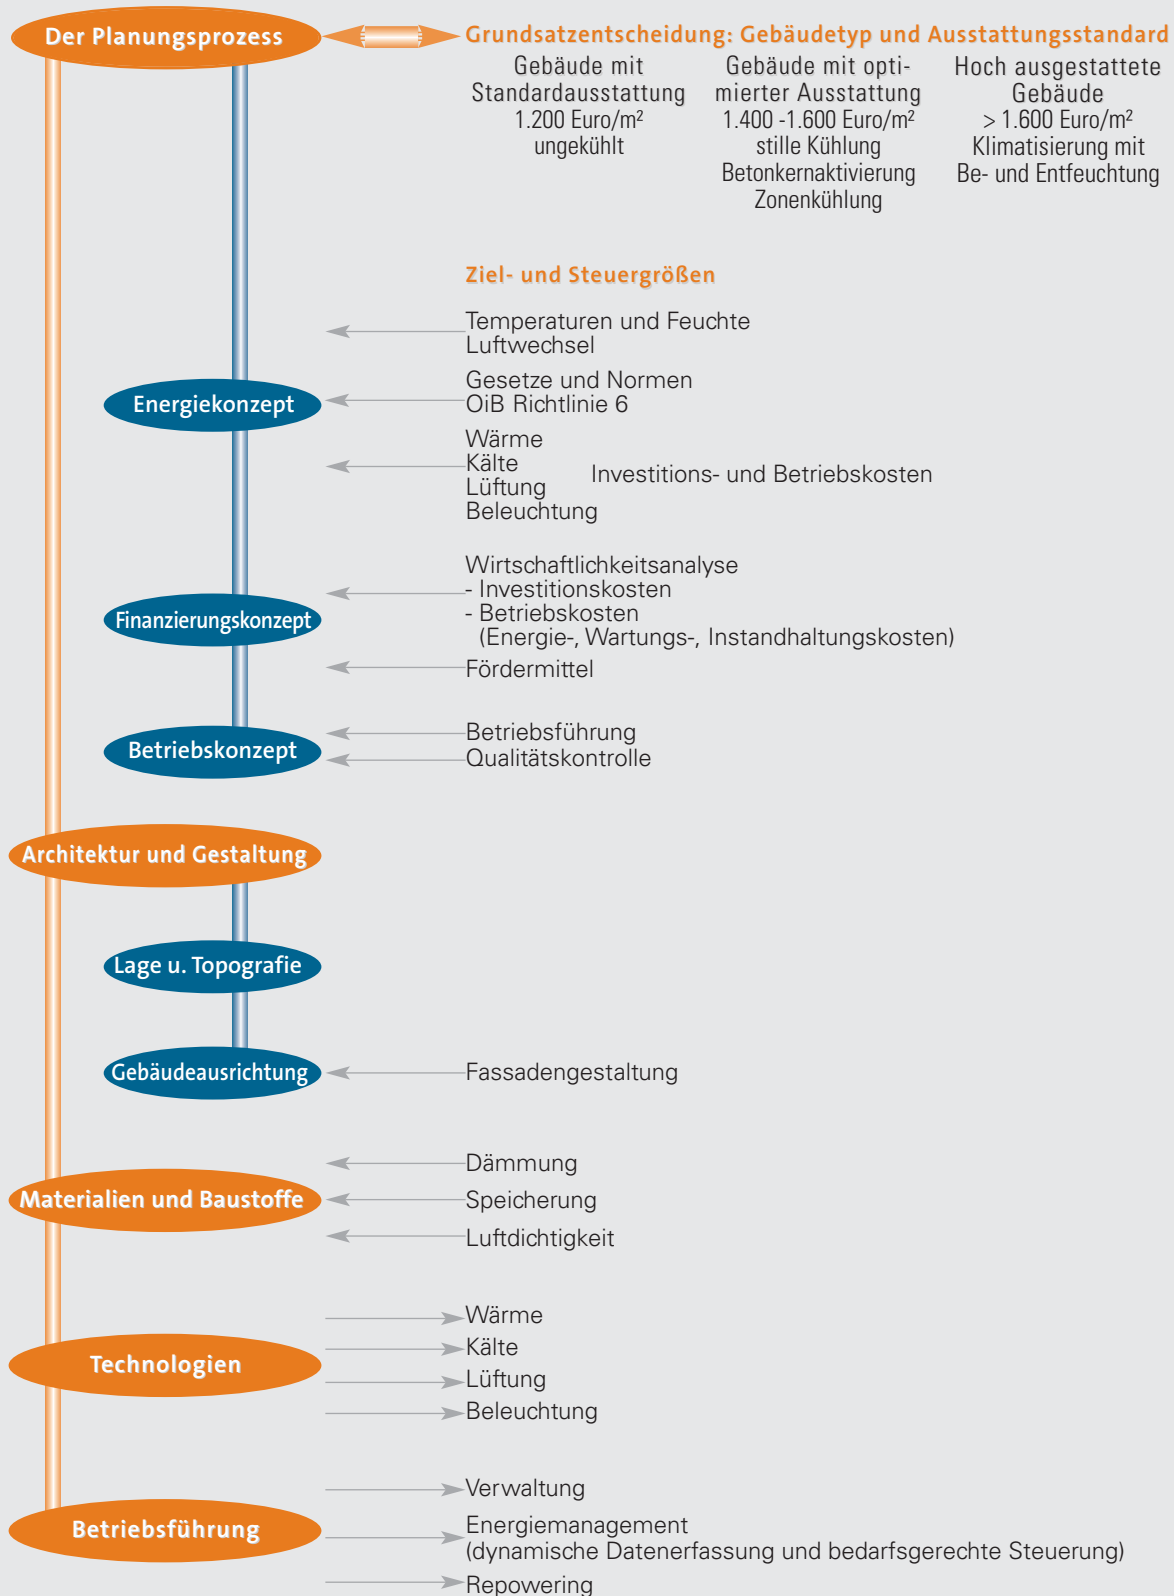 Der Planungsprozess
Grundsatzentscheidung: Gebäudetyp und Ausstattungsstandard
Gebäude mit
Standardausstattung
1.200 Euro/m²
ungekühlt
Gebäude mit opti-
mierter Ausstattung
1.400 -1.600 Euro/m²
stille Kühlung
Betonkernaktivierung
Zonenkühlung
Hoch ausgestattete
Gebäude
> 1.600 Euro/m²
Klimatisierung mit
Be- und Entfeuchtung
Ziel- und Steuergrößen
Temperaturen und Feuchte
Luftwechsel
Energiekonzept
Gesetze und Normen
OiB Richtlinie 6
Wärme
Kälte
Lüftung
Beleuchtung
Investitions- und Betriebskosten
Finanzierungskonzept
Wirtschaftlichkeitsanalyse
- Investitionskosten
- Betriebskosten
(Energie-, Wartungs-, Instandhaltungskosten)
Fördermittel
Betriebskonzept
Betriebsführung
Qualitätskontrolle
Architektur und Gestaltung
Lage u. Topografie
Gebäudeausrichtung
Fassadengestaltung
Materialien und Baustoffe
Dämmung
Speicherung
Luftdichtigkeit
Technologien
Wärme
Kälte
Lüftung
Beleuchtung
Betriebsführung
Verwaltung
Energiemanagement
(dynamische Datenerfassung und bedarfsgerechte Steuerung)
Repowering